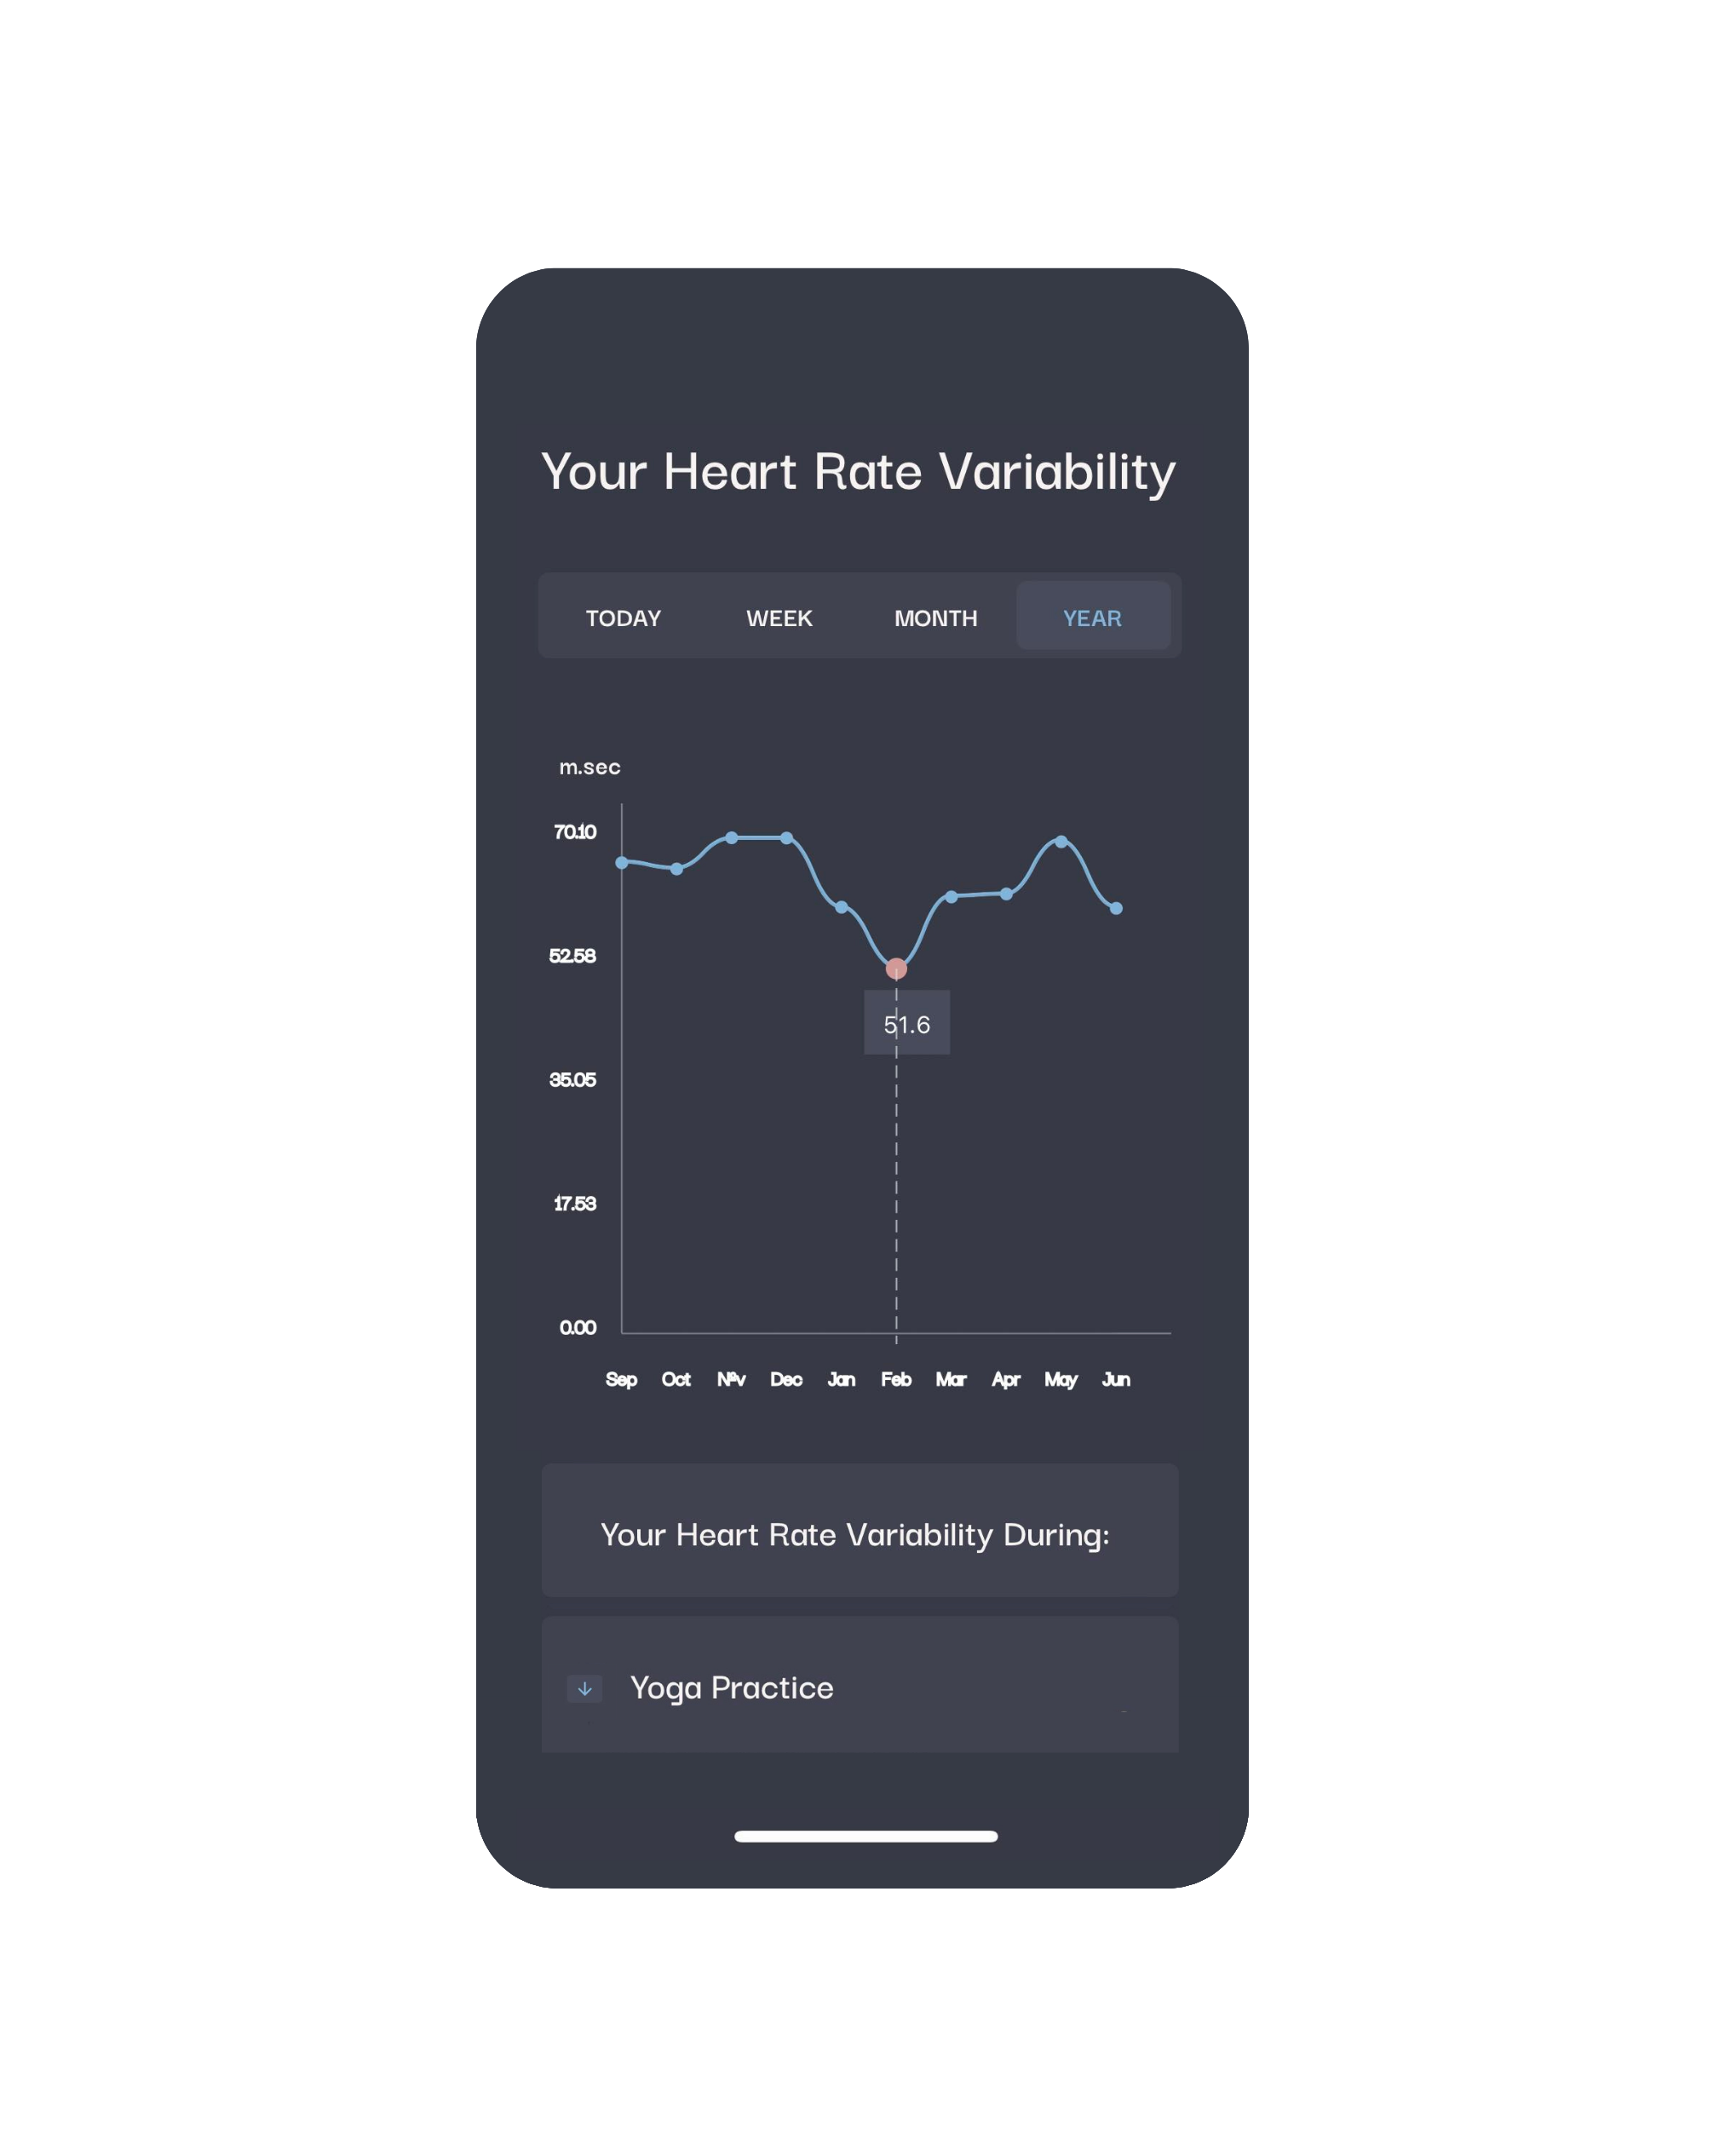 Your Heart Rate Variability
TODAY WEEK MONTH YEAR
m.sec
70.10
52.58
51.6
35.05
17.53
0.00
Sep Oct Nov Dec Jan Feb Mar Apr May Jun
Your Heart Rate Variability During:
Yoga Practice